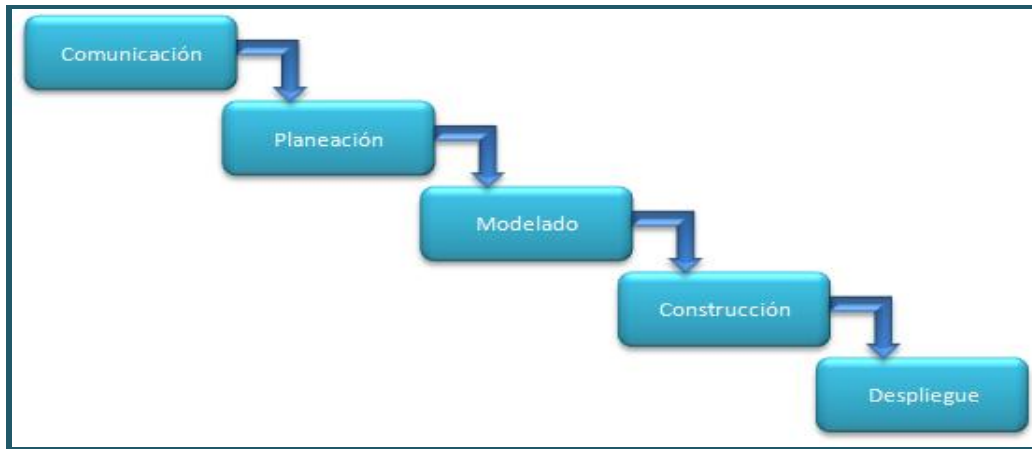 Comunicación
Planeación
Modelado
Construcción
Despliegue